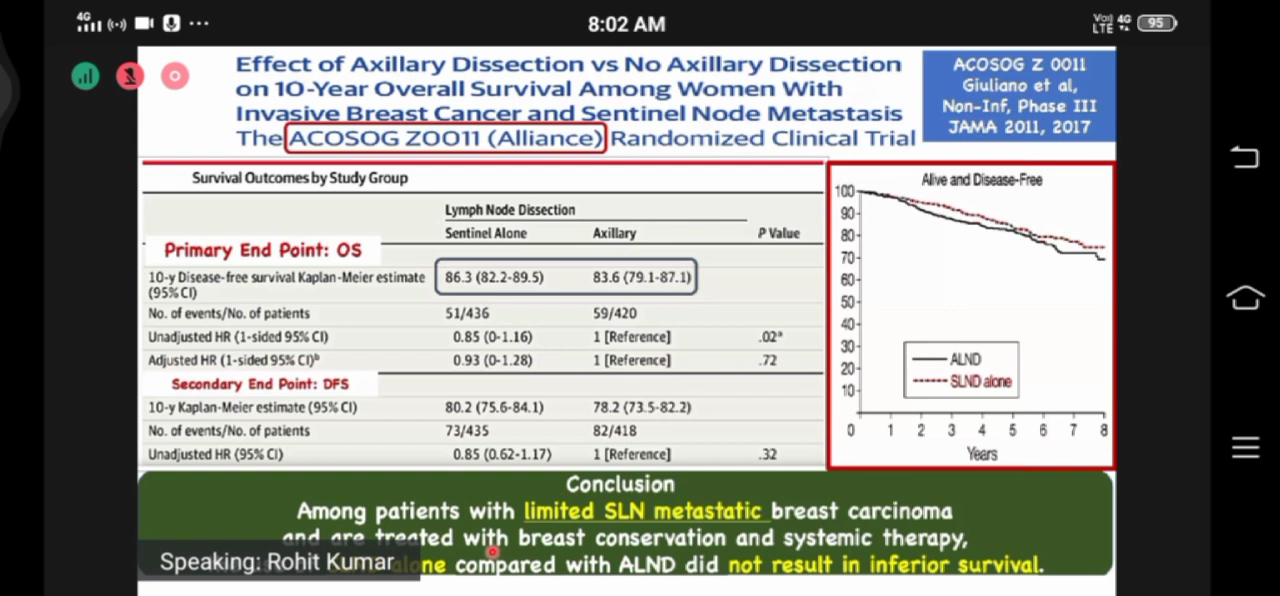 4G
8:02 AM
Vo))
LTE
4G
95
Effect of Axillary Dissection vs No Axillary Dissection
on 10-Year Overall Survival Among Women With
Invasive Breast Cancer and Sentinel Node Metastasis
The ACOSOG Z0011 (Alliance) Randomized Clinical Trial
ACOSOG Z 0011
Giuliano et al,
Non-Inf, Phase III
JAMA 2011, 2017
Survival Outcomes by Study Group
Lymph Node Dissection
Sentinel Alone Axillary P Value
Primary End Point: OS
10-y Disease-free survival Kaplan-Meier estimate 86.3 (82.2-89.5) 83.6 (79.1-87.1)
(95% CI)
No. of events/No. of patients 51/436 59/420
Unadjusted HR (1-sided 95% CI) 0.85 (0-1.16) 1 [Reference] .02ª
Adjusted HR (1-sided 95% CI)ᵇ 0.93 (0-1.28) 1 [Reference] .72
Secondary End Point: DFS
10-y Kaplan-Meier estimate (95% CI) 80.2 (75.6-84.1) 78.2 (73.5-82.2)
No. of events/No. of patients 73/435 82/418
Unadjusted HR (95% CI) 0.85 (0.62-1.17) 1 [Reference] .32
Alive and Disease-Free
100
90
80
70
60
50
40
30
20
10
ALND
SLND alone
0 1 2 3 4 5 6 7 8
Years
Conclusion
Among patients with limited SLN metastatic breast carcinoma
and are treated with breast conservation and systemic therapy,
alone compared with ALND did not result in inferior survival.
Speaking: Rohit Kumar